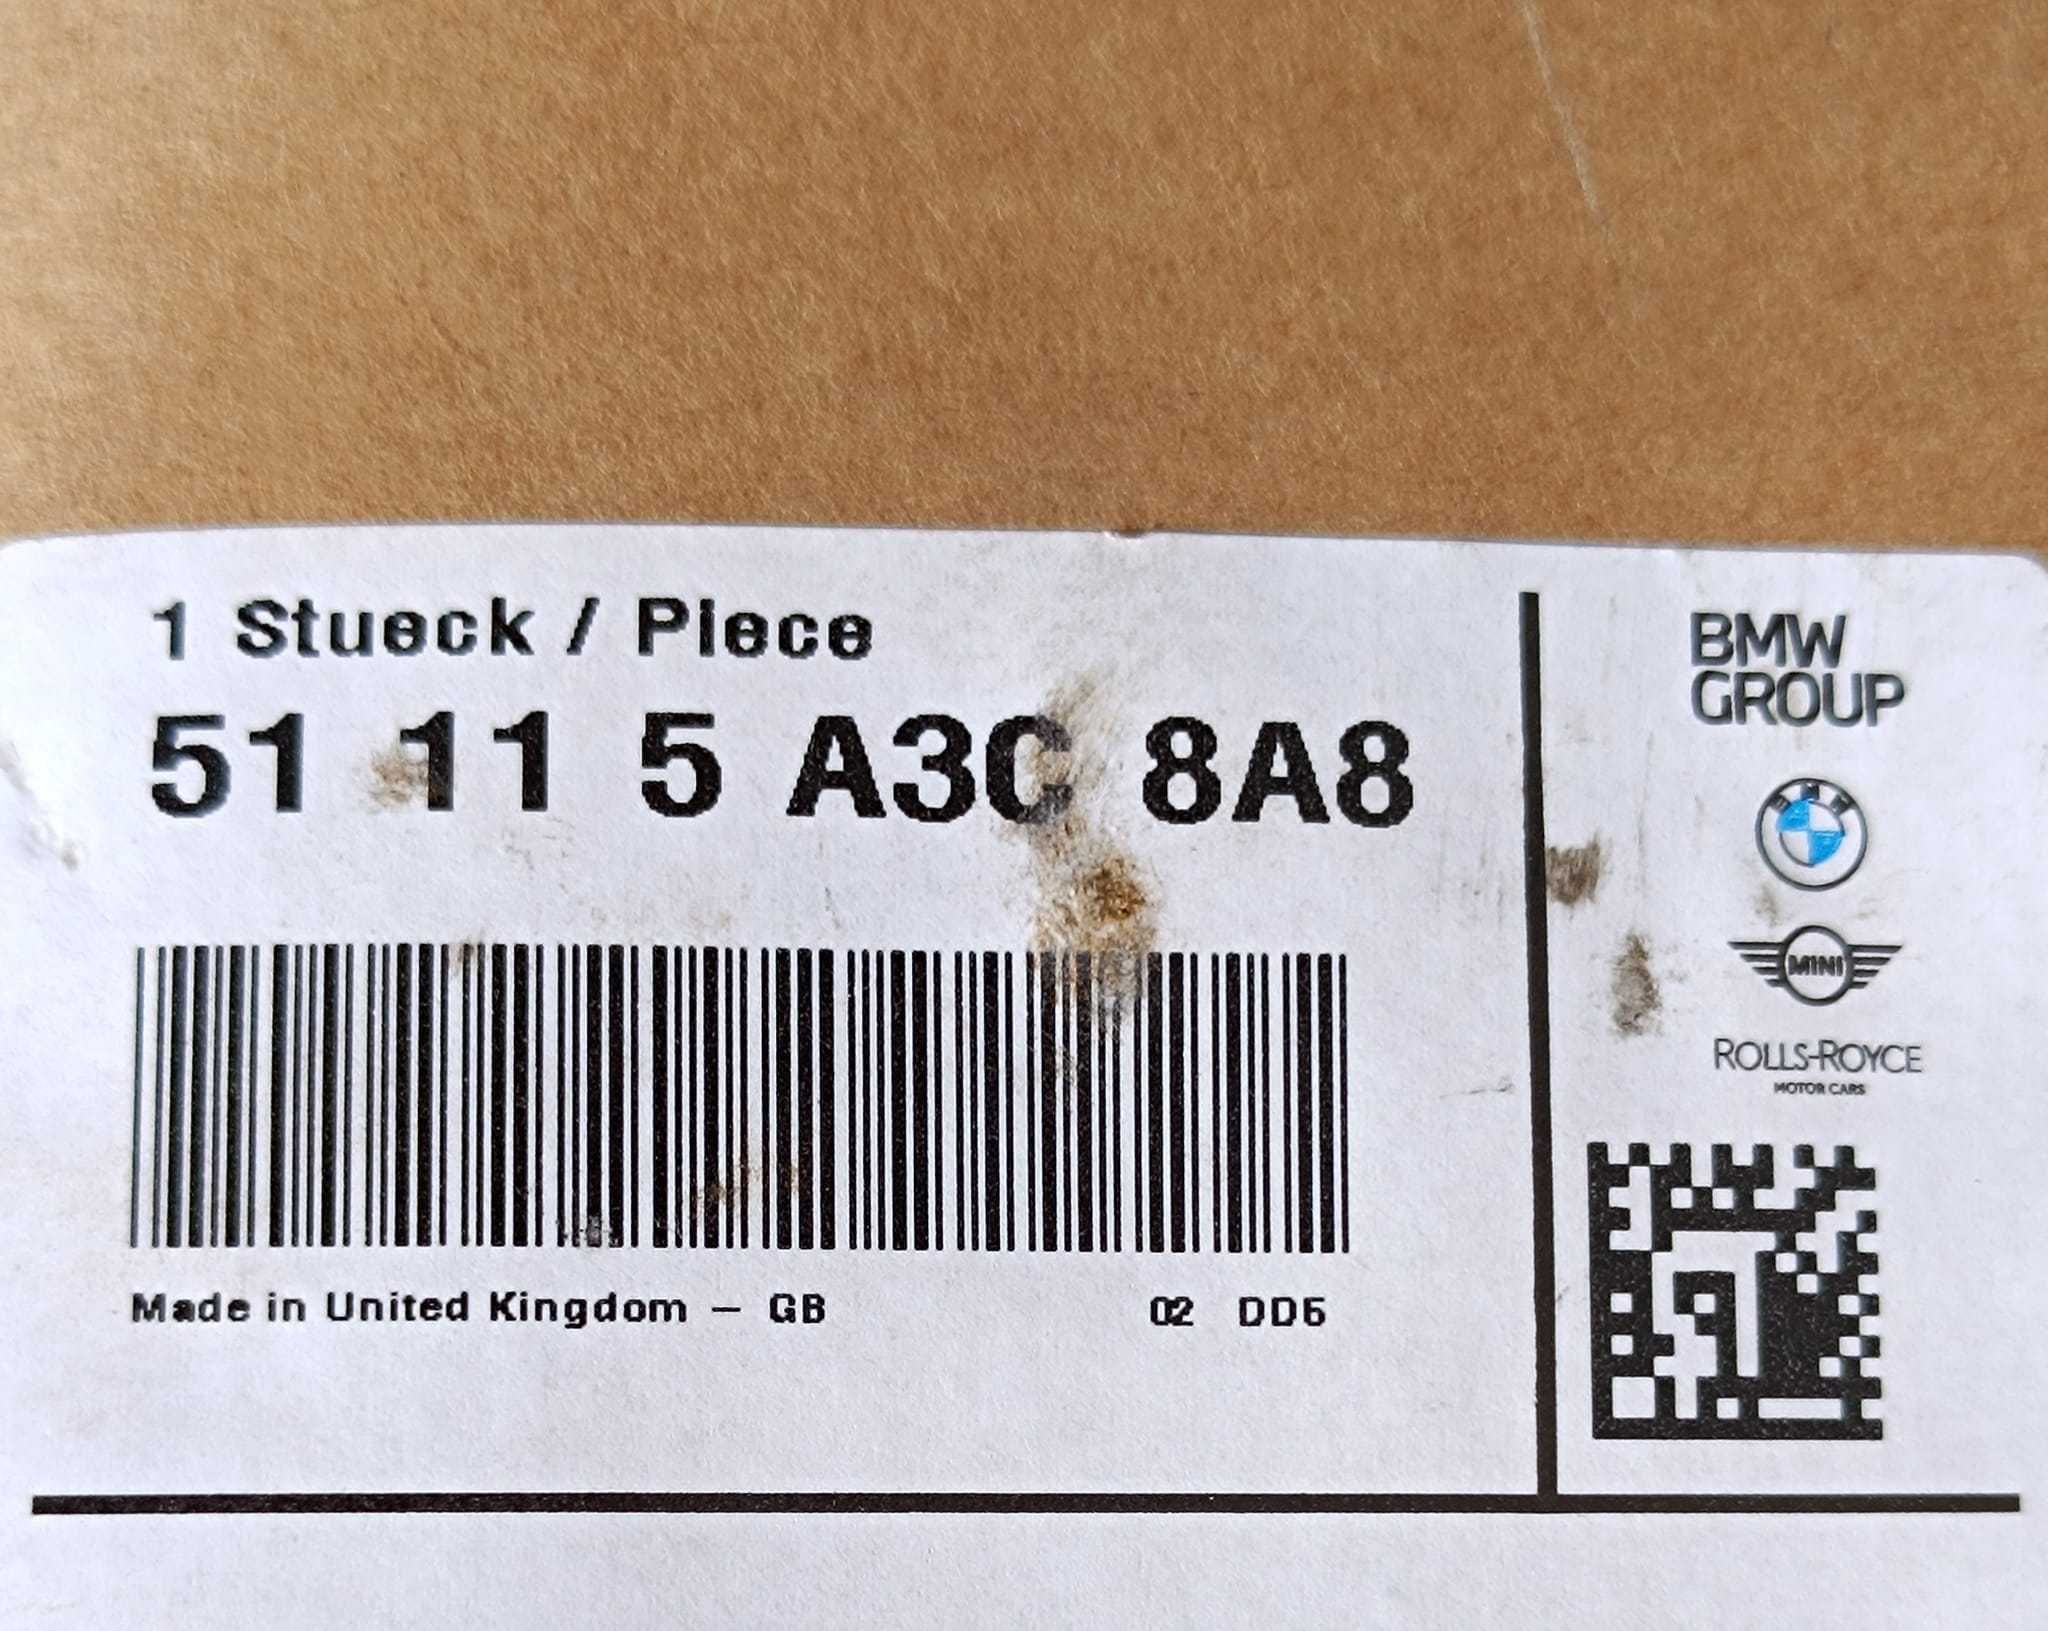 1 Stueck / Piece
51 11 5 A3C 8A8
Made in United Kingdom – GB 02 DD5
BMW
GROUP
BMW
MINI
ROLLS-ROYCE
MOTOR CARS